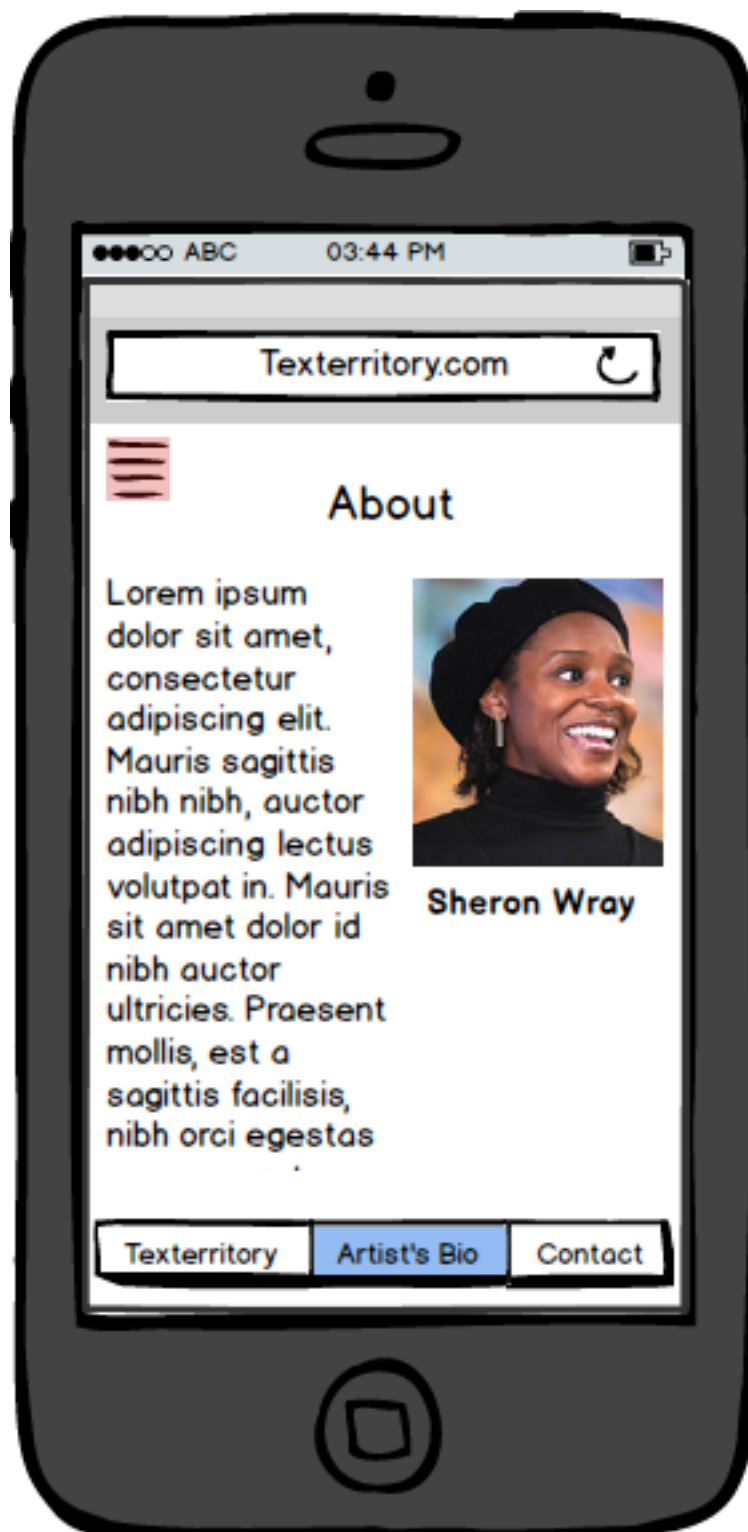 ABC 03:44 PM
Texterritory.com
About
Lorem ipsum
dolor sit amet,
consectetur
adipiscing elit.
Mauris sagittis
nibh nibh, auctor
adipiscing lectus
volutpat in. Mauris
sit amet dolor id
nibh auctor
ultricies. Praesent
mollis, est a
sagittis facilisis,
nibh orci egestas
Sheron Wray
Texterritory Artist's Bio Contact